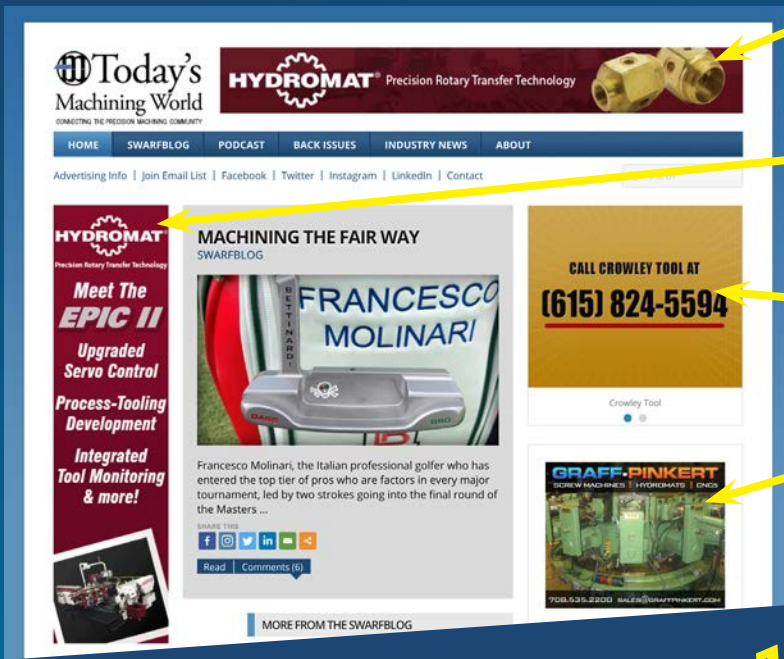 Today's
Machining World
CONNECTING THE PRECISION MACHINING COMMUNITY
HYDROMAT® Precision Rotary Transfer Technology
HOME SWARFBLOG PODCAST BACK ISSUES INDUSTRY NEWS ABOUT
Advertising Info | Join Email List | Facebook | Twitter | Instagram | LinkedIn | Contact
HYDROMAT®
Precision Rotary Transfer Technology
Meet The
EPIC II
Upgraded
Servo Control
Process-Tooling
Development
Integrated
Tool Monitoring
& more!
MACHINING THE FAIR WAY
SWARFBLOG
BETTINARDI
FRANCESCO
MOLINARI
Francesco Molinari, the Italian professional golfer who has
entered the top tier of pros who are factors in every major
tournament, led by two strokes going into the final round of
the Masters ...
SHARE THIS
Read | Comments (6)
MORE FROM THE SWARFBLOG
CALL CROWLEY TOOL AT
(615) 824-5594
Crowley Tool
GRAFF-PINKERT
SCREW MACHINES | HYDROMATS | CNCs
708.535.2200 SALES@GRAFFPINKERT.COM